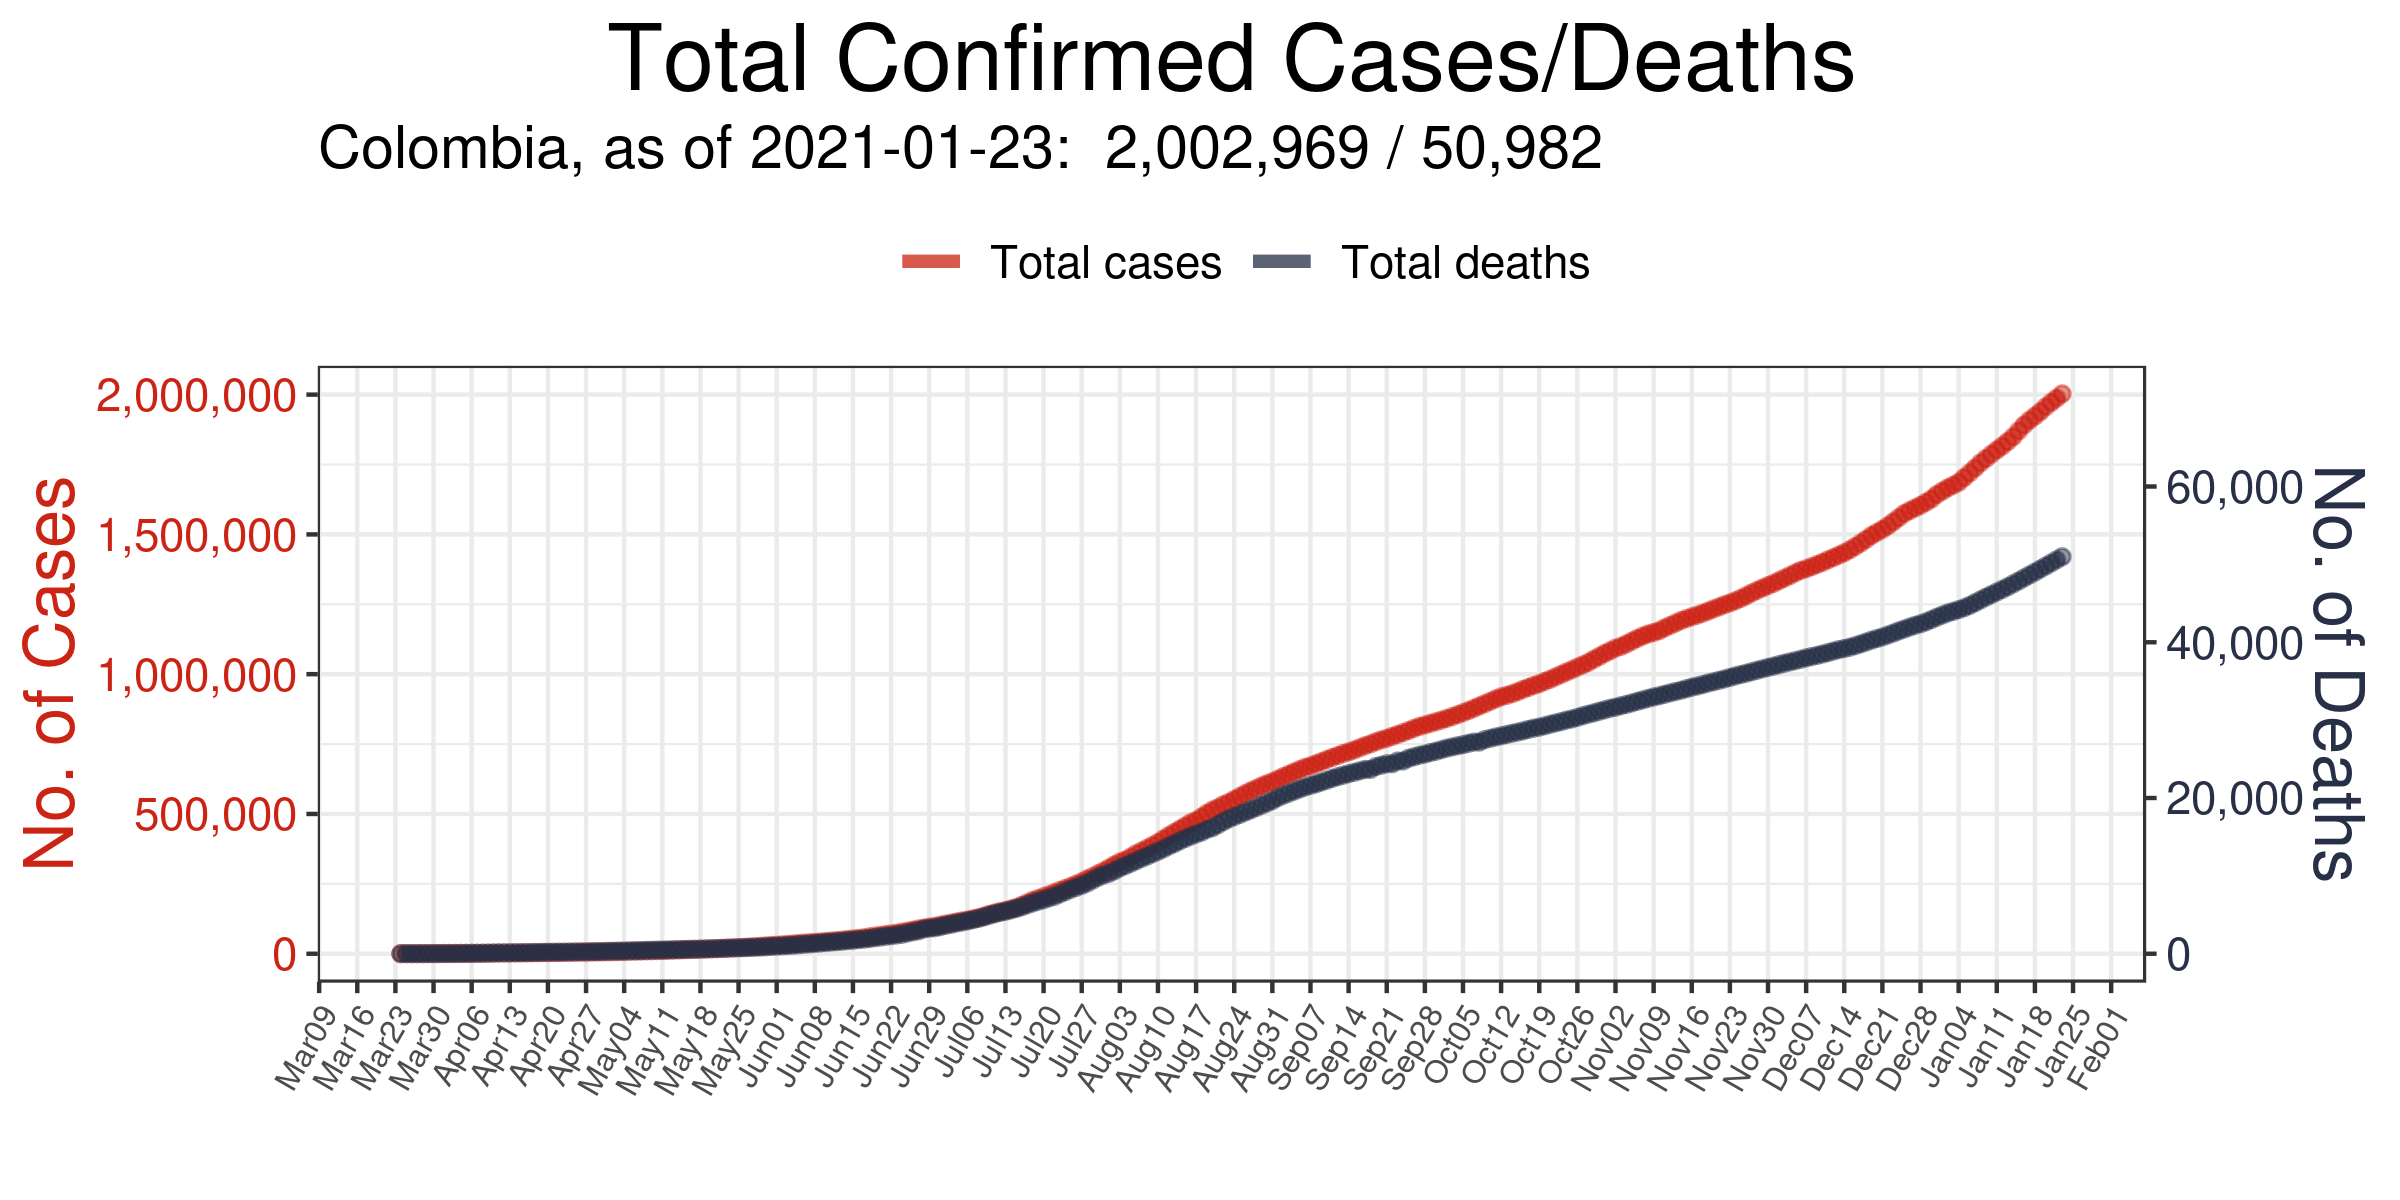 Total Confirmed Cases/Deaths
Colombia, as of 2021-01-23:  2,002,969 / 50,982
Total cases
Total deaths
No. of Cases
2,000,000
1,500,000
1,000,000
500,000
0
60,000
40,000
20,000
0
No. of Deaths
Mar09
Mar16
Mar23
Mar30
Apr06
Apr13
Apr20
Apr27
May04
May11
May18
May25
Jun01
Jun08
Jun15
Jun22
Jun29
Jul06
Jul13
Jul20
Jul27
Aug03
Aug10
Aug17
Aug24
Aug31
Sep07
Sep14
Sep21
Sep28
Oct05
Oct12
Oct19
Oct26
Nov02
Nov09
Nov16
Nov23
Nov30
Dec07
Dec14
Dec21
Dec28
Jan04
Jan11
Jan18
Jan25
Feb01